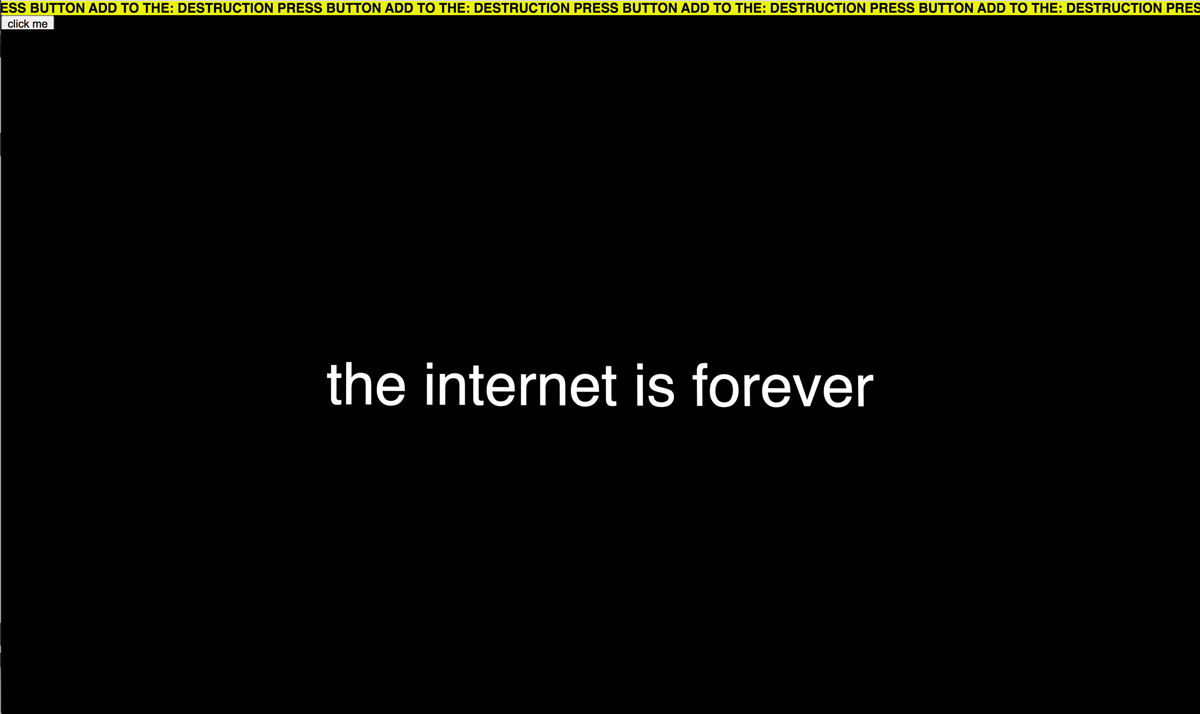 ESS BUTTON ADD TO THE: DESTRUCTION PRESS BUTTON ADD TO THE: DESTRUCTION PRESS BUTTON ADD TO THE: DESTRUCTION PRESS BUTTON ADD TO THE: DESTRUCTION PRES
click me
the internet is forever